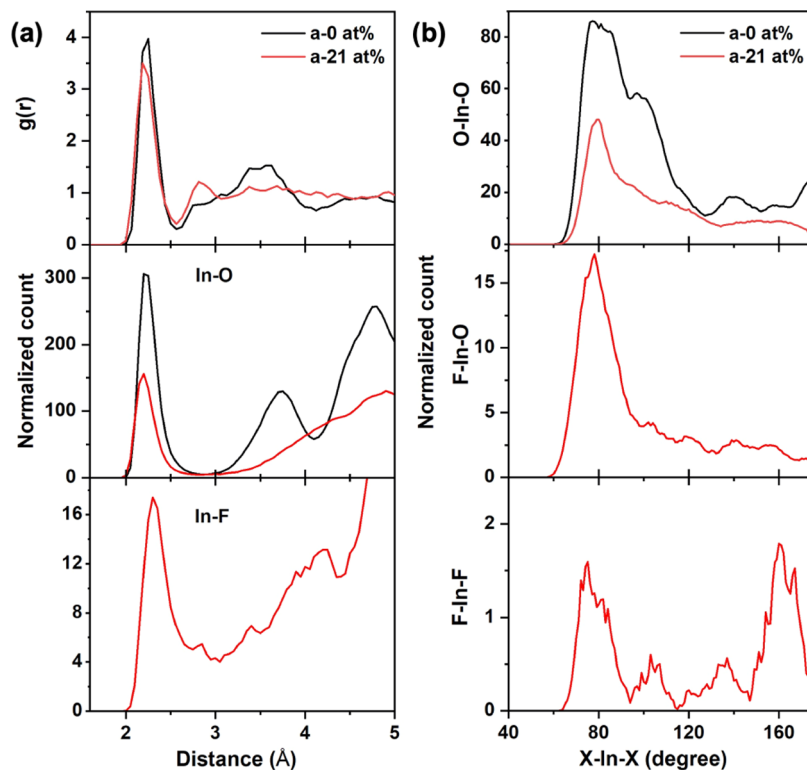 (a)
a-0 at%
a-21 at%
g(r)
4
3
2
1
0
In-O
Normalized count
300
200
100
0
In-F
16
12
8
4
0
2
3
4
5
Distance (Å)
(b)
a-0 at%
a-21 at%
O-In-O
80
60
40
20
0
Normalized count
F-In-O
15
10
5
0
F-In-F
2
1
0
40
80
120
160
X-In-X (degree)